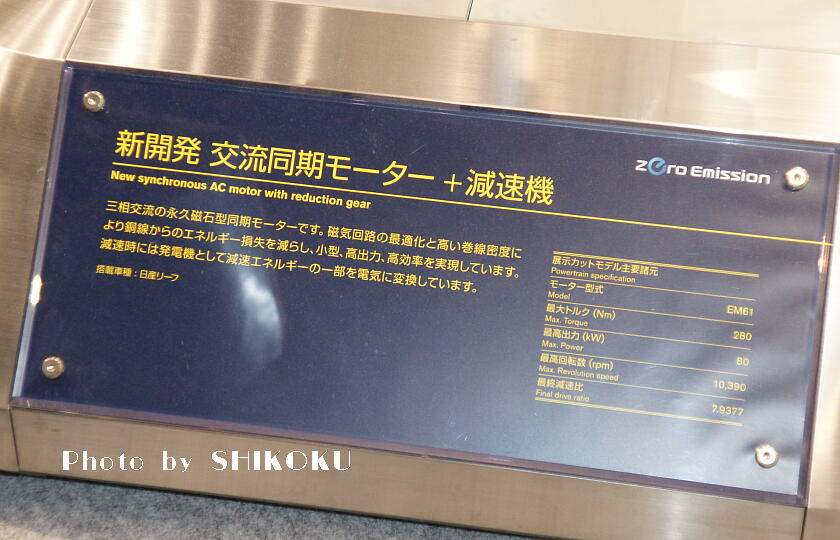 zero Emission
新開発 交流同期モーター +減速機
New synchronous AC motor with reduction gear
三相交流の永久磁石型同期モーターです。磁気回路の最適化と高い巻線密度に
より銅線からのエネルギー損失を減らし、小型、高出力、高効率を実現しています。
減速時には発電機として減速エネルギーの一部を電気に変換しています。
搭載車種：日産リーフ
展示カットモデル主要諸元
Powertrain specification
モーター型式
Model EM61
最大トルク (Nm)
Max. Torque 280
最高出力 (kW)
Max. Power 80
最高回転数 (rpm)
Max. Revolution speed 10,390
最終減速比
Final drive ratio 7.9377
Photo by SHIKOKU